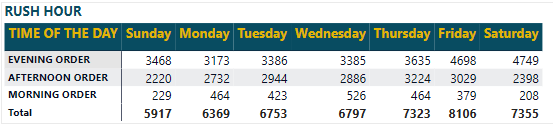 RUSH HOUR
TIME OF THE DAY Sunday Monday Tuesday Wednesday Thursday Friday Saturday
EVENING ORDER 3468 3173 3386 3385 3635 4698 4749
AFTERNOON ORDER 2220 2732 2944 2886 3224 3029 2398
MORNING ORDER 229 464 423 526 464 379 208
Total 5917 6369 6753 6797 7323 8106 7355